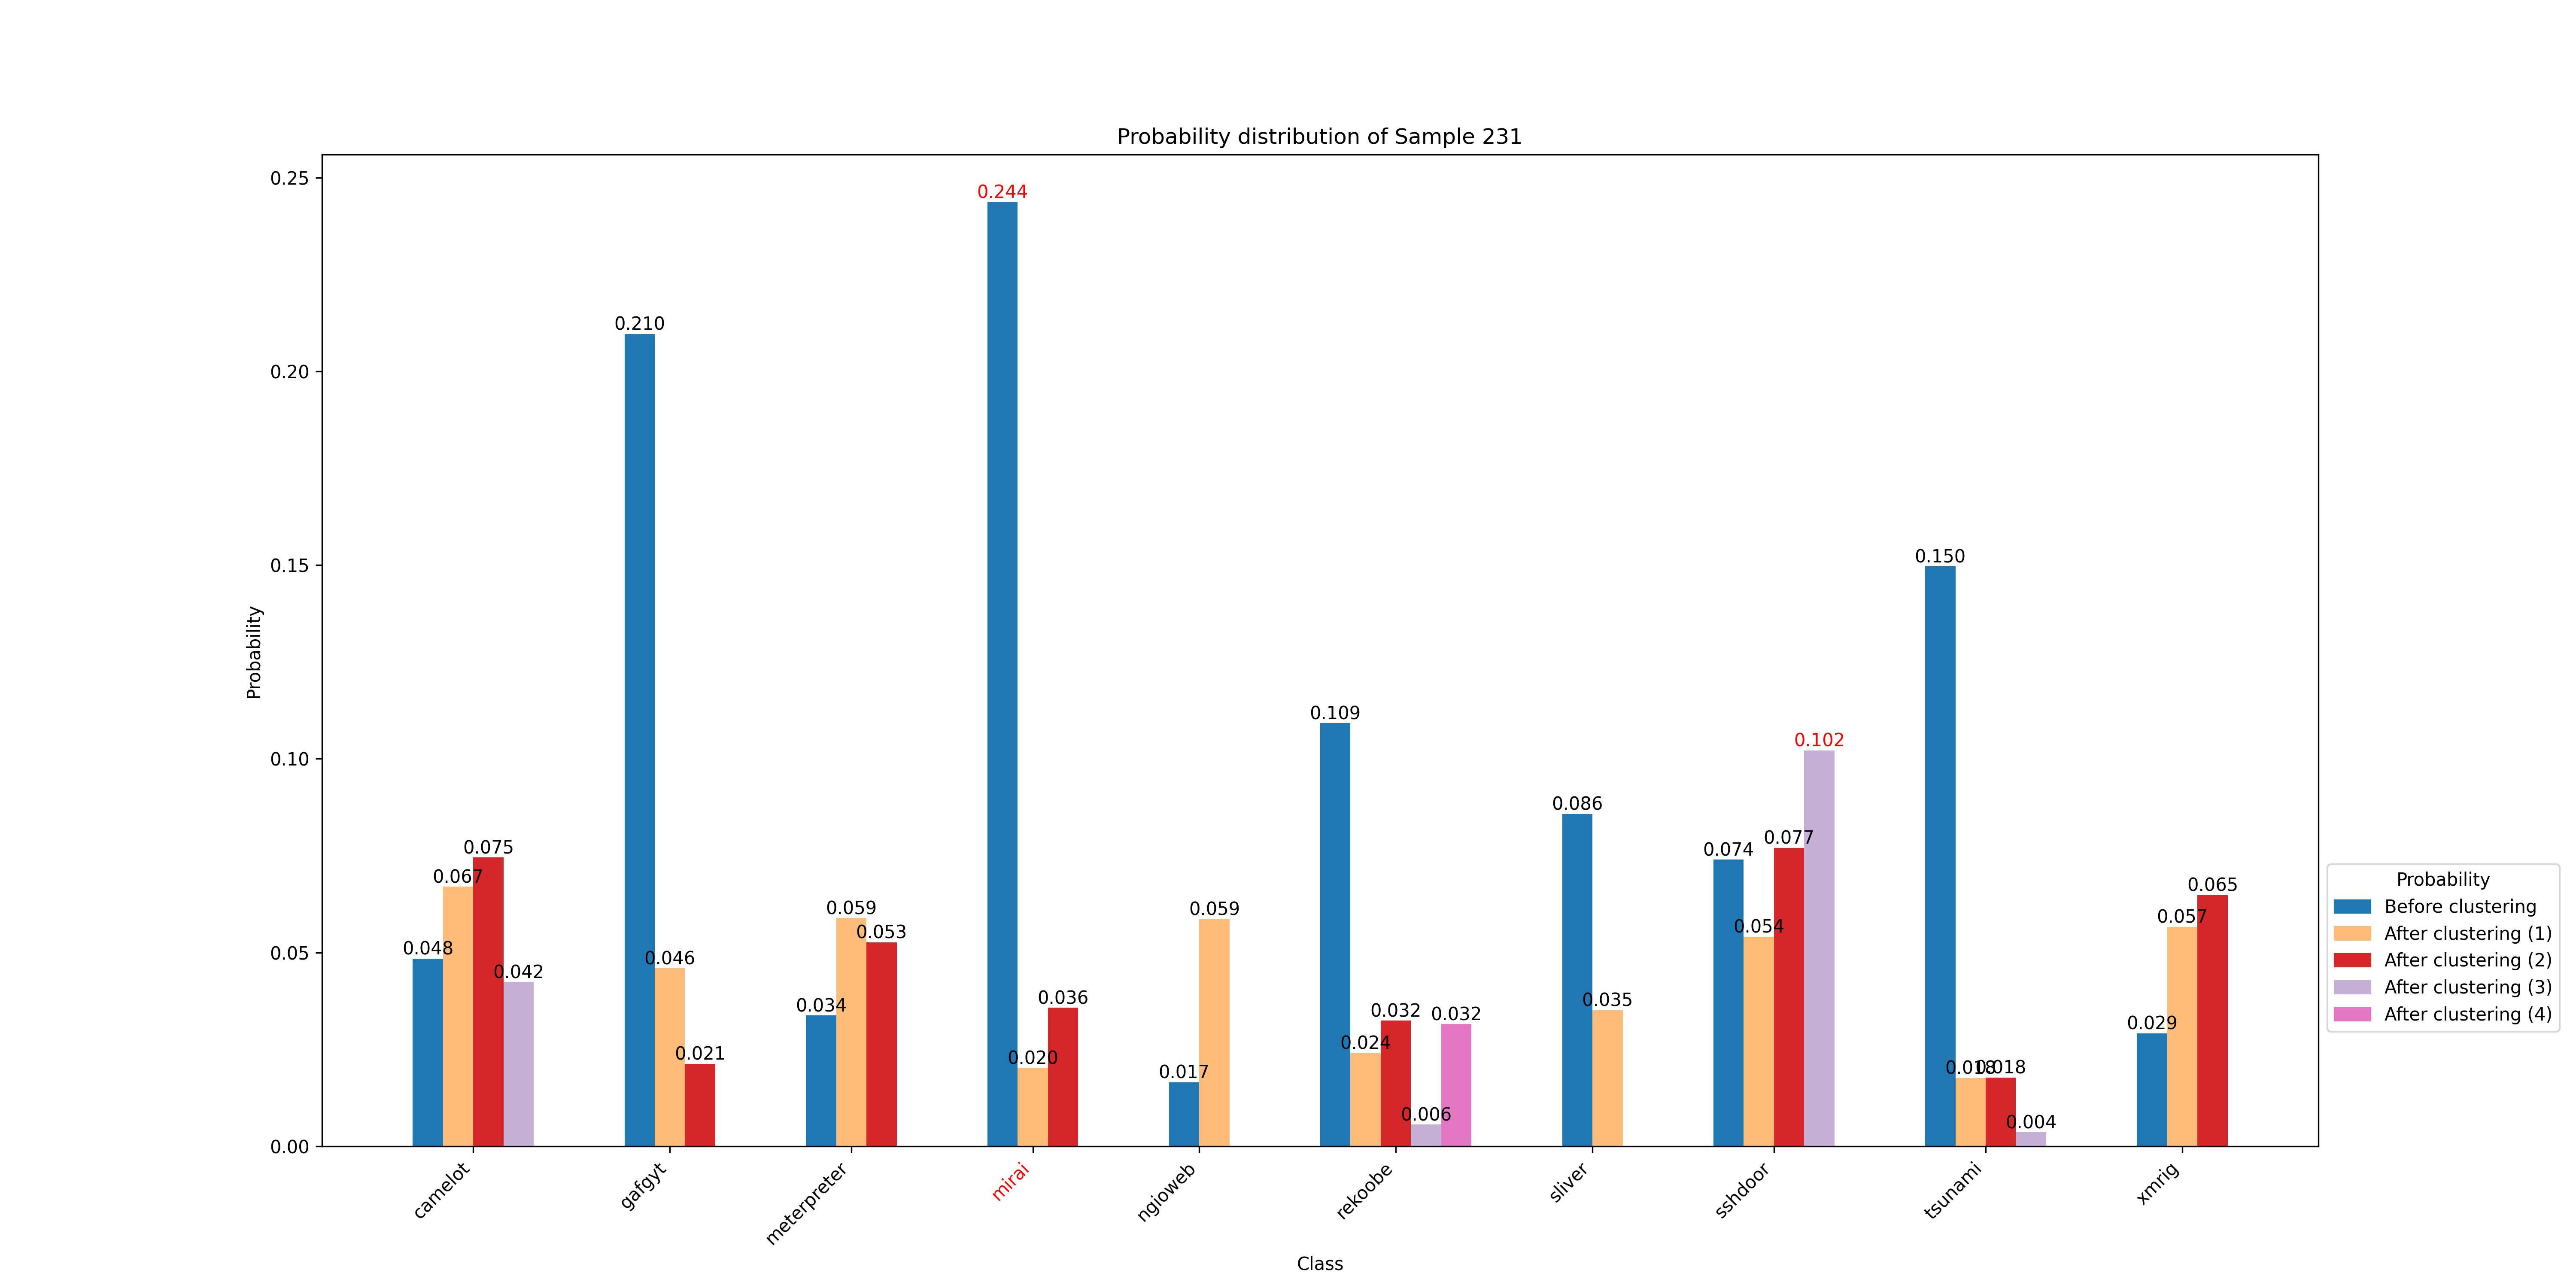 Probability distribution of Sample 231
0.25
0.20
0.15
0.10
0.05
0.00
Probability
0.048
0.067
0.075
0.042
0.210
0.046
0.021
0.034
0.059
0.053
0.244
0.020
0.036
0.017
0.059
0.109
0.024
0.032
0.006
0.032
0.086
0.035
0.074
0.054
0.077
0.102
0.150
0.018
0.018
0.004
0.029
0.057
0.065
camelot
gafgyt
meterpreter
mirai
ngioweb
rekoobe
sliver
sshdoor
tsunami
xmrig
Class
Probability
Before clustering
After clustering (1)
After clustering (2)
After clustering (3)
After clustering (4)